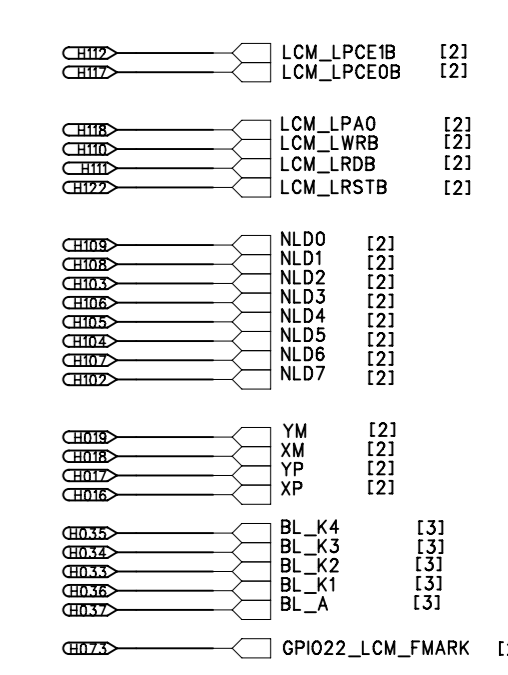 H112 LCM_LPCE1B [2]
H117 LCM_LPCE0B [2]
H118 LCM_LPA0 [2]
H110 LCM_LWRB [2]
H111 LCM_LRDB [2]
H122 LCM_LRSTB [2]
H109 NLD0 [2]
H108 NLD1 [2]
H103 NLD2 [2]
H106 NLD3 [2]
H105 NLD4 [2]
H104 NLD5 [2]
H107 NLD6 [2]
H102 NLD7 [2]
H019 YM [2]
H018 XM [2]
H017 YP [2]
H016 XP [2]
H035 BL_K4 [3]
H034 BL_K3 [3]
H033 BL_K2 [3]
H036 BL_K1 [3]
H037 BL_A [3]
H073 GPIO22_LCM_FMARK